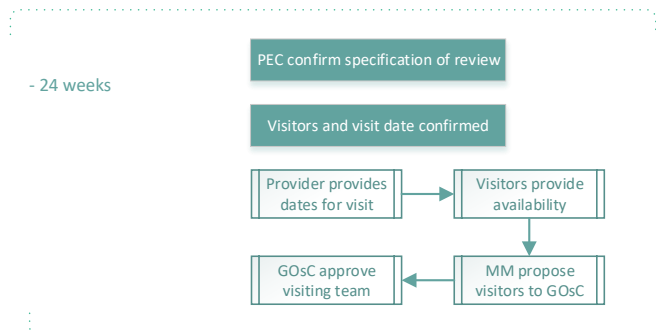 PEC confirm specification of review
- 24 weeks
Visitors and visit date confirmed
Provider provides
dates for visit
Visitors provide
availability
GOsC approve
visiting team
MM propose
visitors to GOsC